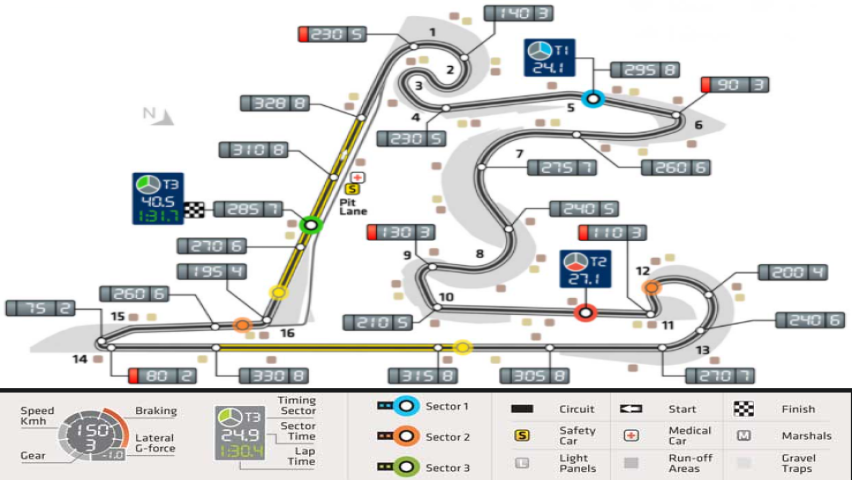 140 3
230 5
1
T1
24.1
295 8
2
90 3
3
328 8
5
4
6
230 5
310 8
7
275 7
260 6
N
T3
40.5
1:31.7
285 7
S
Pit
Lane
240 5
130 3
110 3
270 6
9
8
T2
27.1
195 4
12
200 4
260 6
10
75 2
15
210 5
11
240 6
16
14
13
80 2
330 8
315 8
305 8
270 7
Speed
Kmh
Braking
150
3
Lateral
G-force
-1.0
Gear
Timing
Sector
T3
24.9
1:30.4
Sector
Time
Lap
Time
Sector 1
Sector 2
Sector 3
Circuit
Start
Finish
S
Safety
Car
Medical
Car
M
Marshals
L
Light
Panels
Run-off
Areas
Gravel
Traps